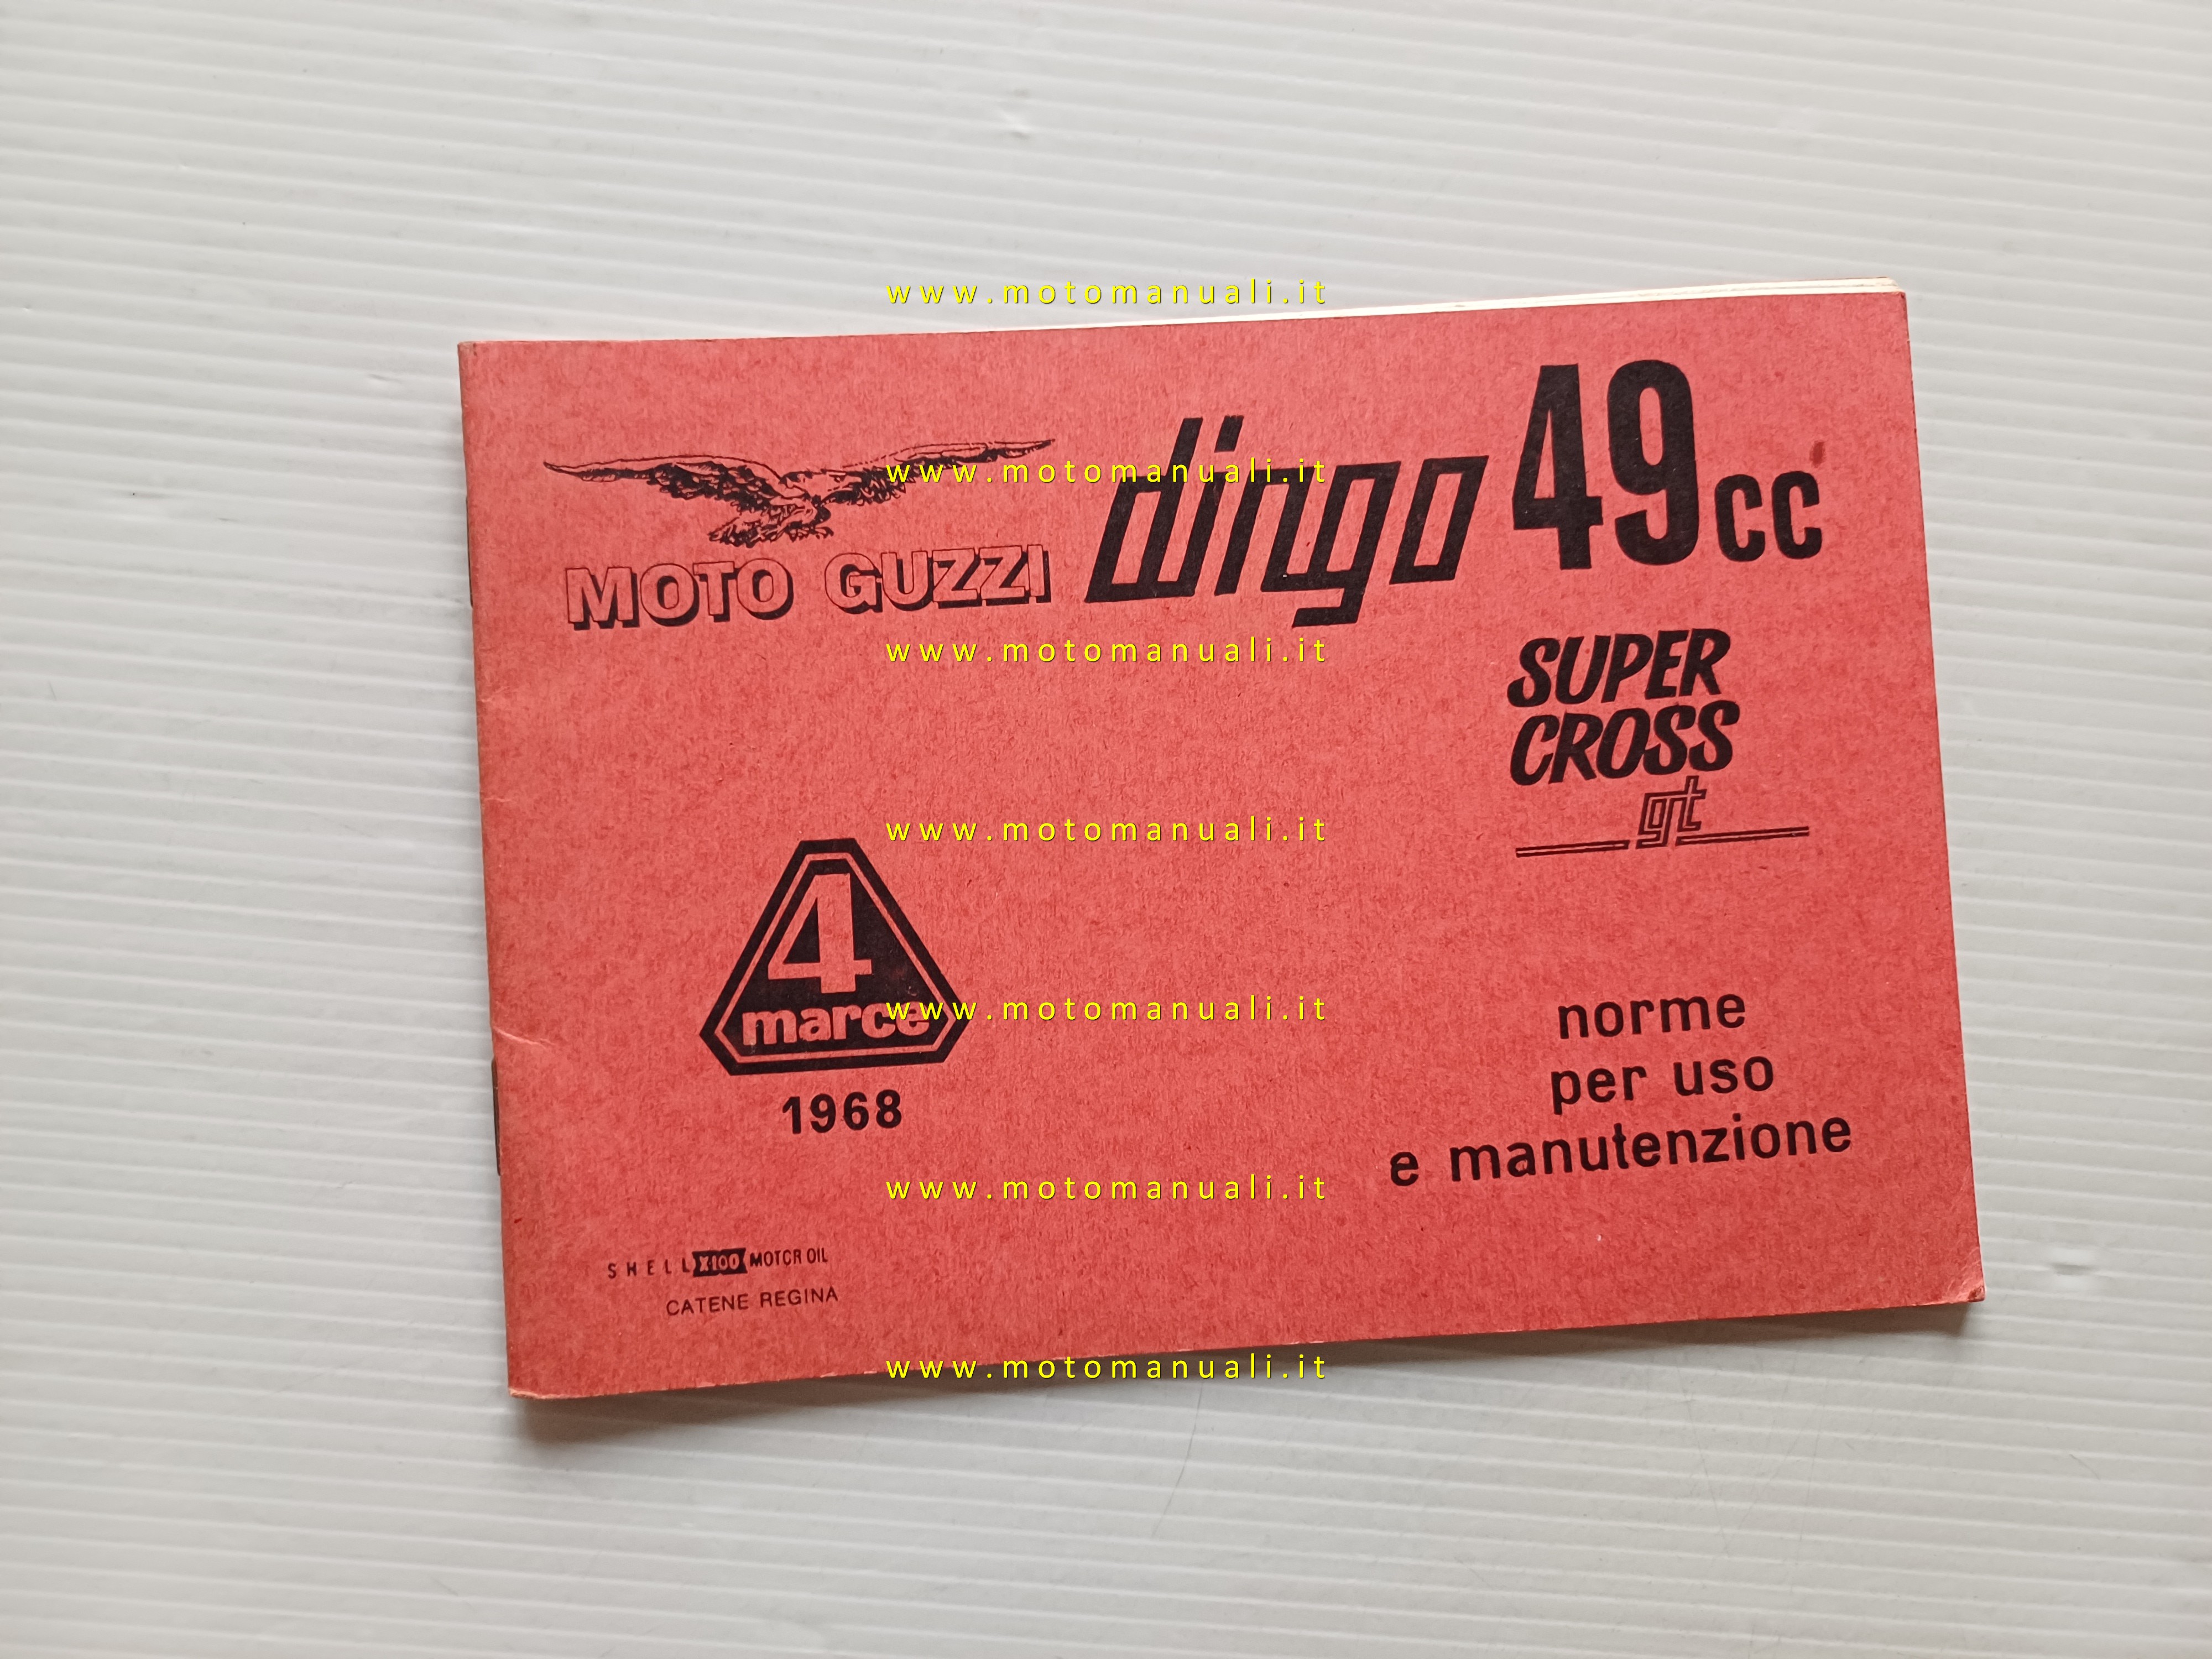 www.motomanuali.it
dingo 49cc
www.motomanuali.it
MOTO GUZZI
www.motomanuali.it
SUPER
CROSS
gt
www.motomanuali.it
4
marce
www.motomanuali.it
1968
norme
per uso
e manutenzione
www.motomanuali.it
SHELL X-100 MOTOR OIL
CATENE REGINA
www.motomanuali.it